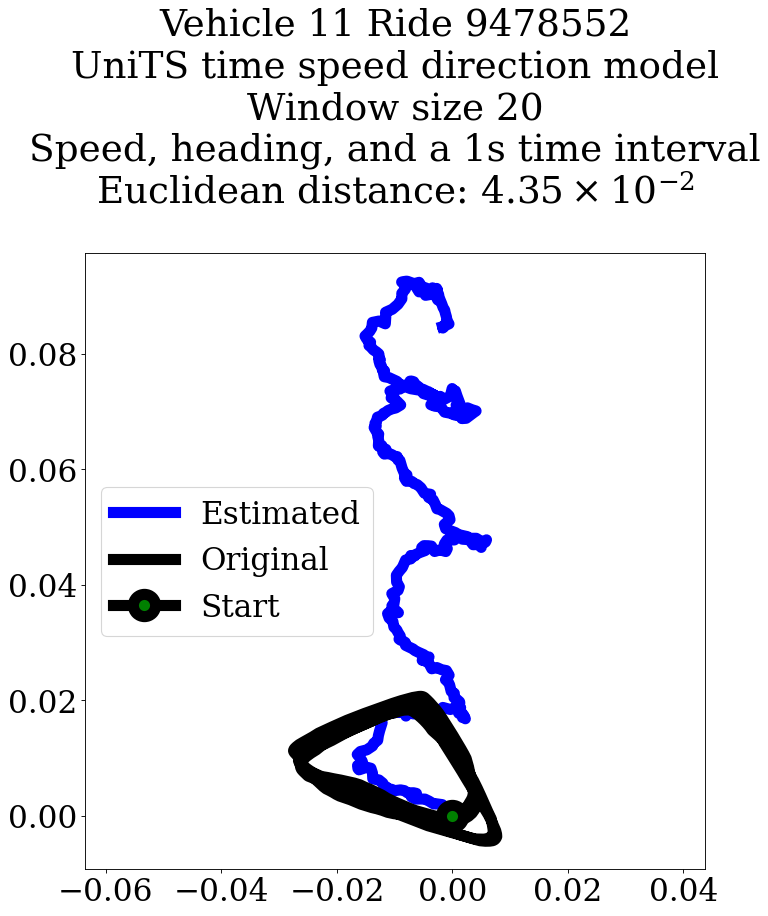 Vehicle 11 Ride 9478552
UniTS time speed direction model
Window size 20
Speed, heading, and a 1s time interval
Euclidean distance: 4.35 × 10⁻²
0.08
0.06
0.04
0.02
0.00
Estimated
Original
Start
−0.06 −0.04 −0.02 0.00 0.02 0.04